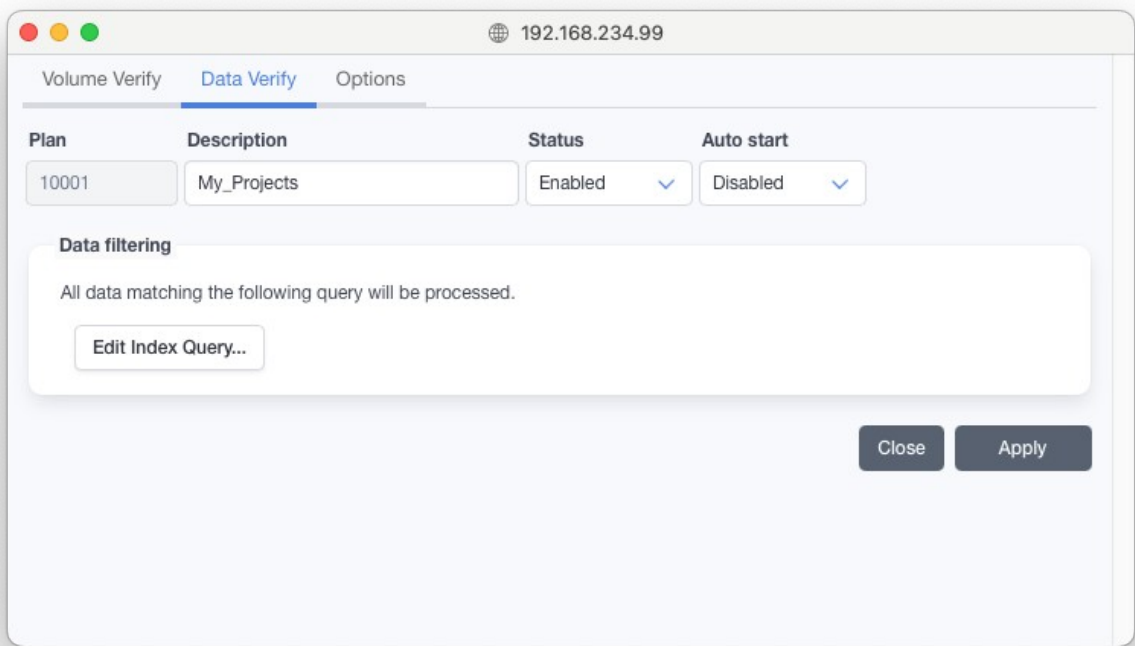 192.168.234.99
Volume Verify Data Verify Options
Plan Description Status Auto start
10001 My_Projects Enabled Disabled
Data filtering
All data matching the following query will be processed.
Edit Index Query...
Close Apply